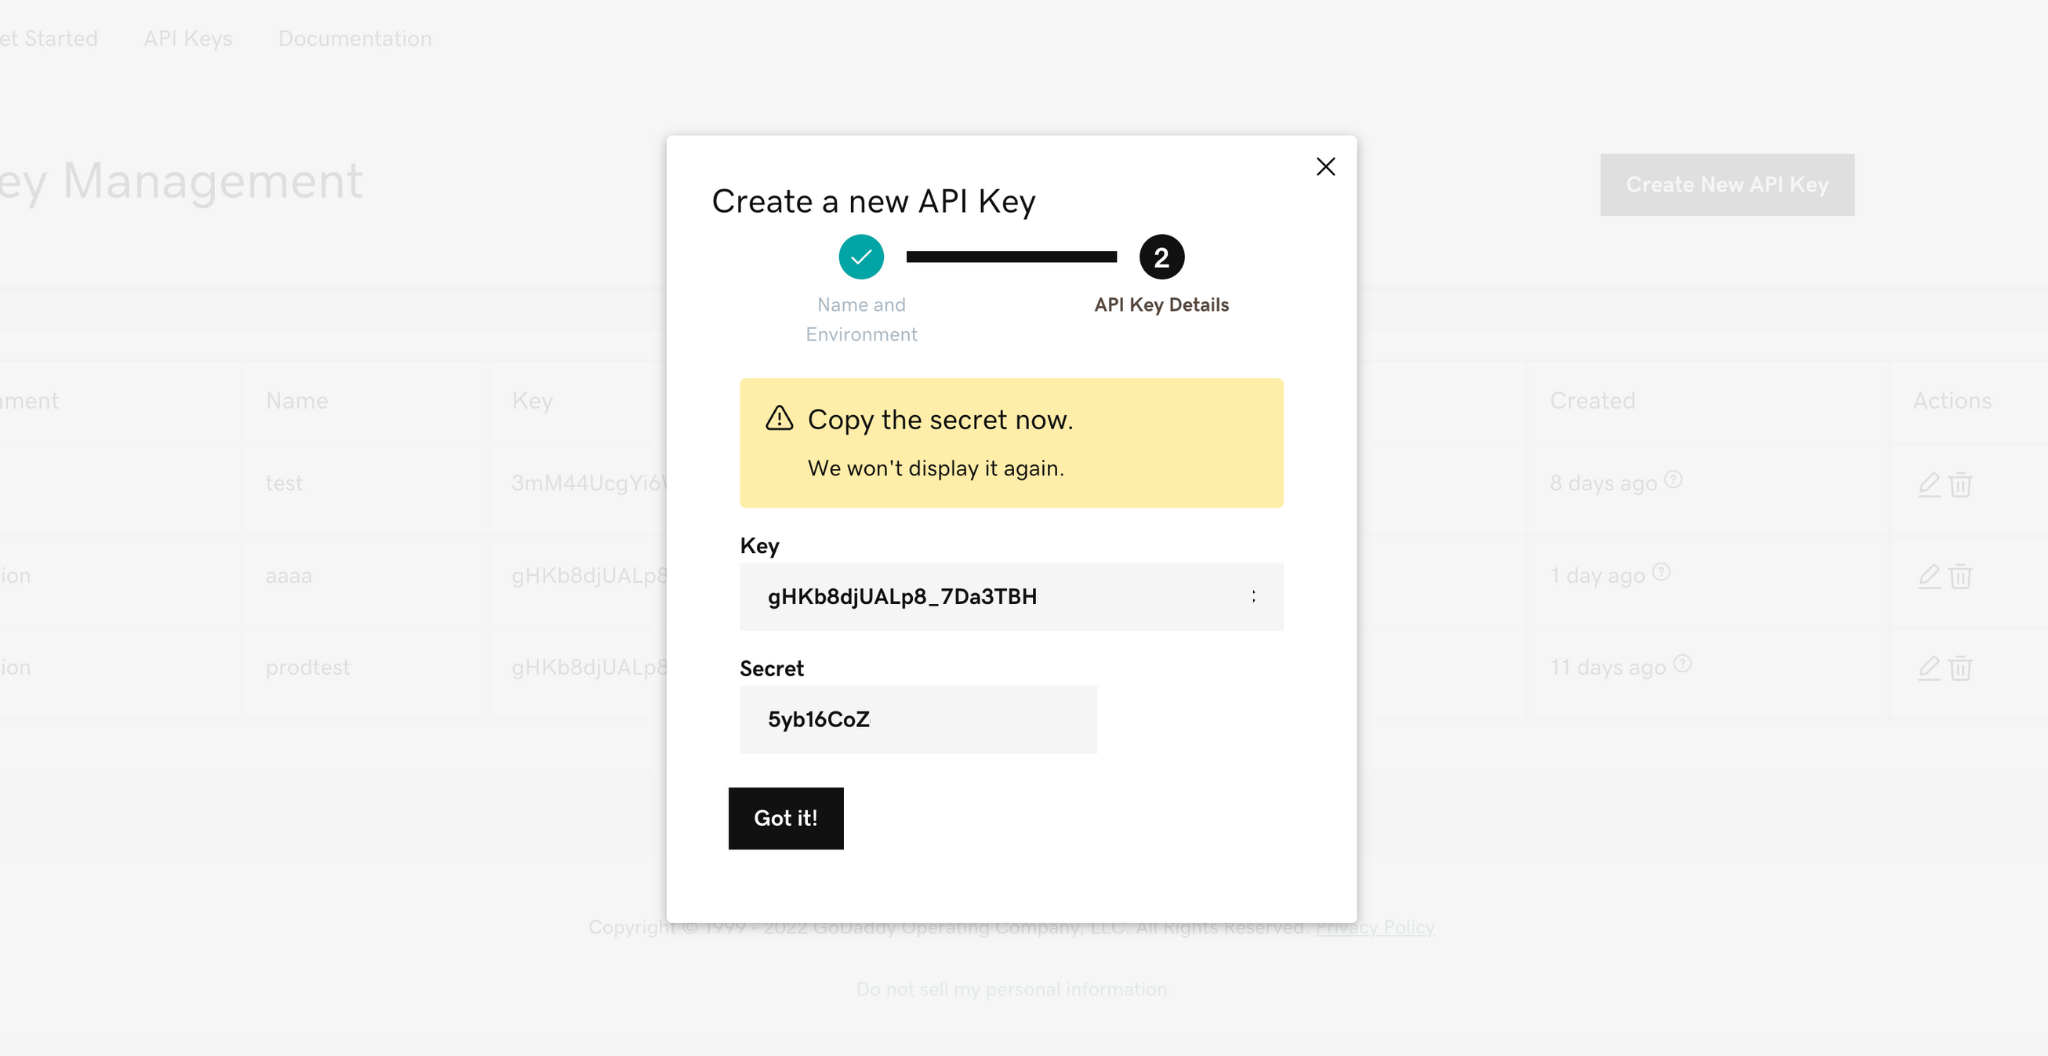 et Started API Keys Documentation
ey Management
Create New API Key
Create a new API Key
2
Name and
Environment
API Key Details
Copy the secret now.
We won't display it again.
Key
gHKb8djUALp8_7Da3TBH
Secret
5yb16CoZ
Got it!
nment Name Key Created Actions
test 3mM44UcgYi6 8 days ago
ion aaaa gHKb8djUALp8 1 day ago
ion prodtest gHKb8djUALp8 11 days ago
Copyright © 1999 - 2022 GoDaddy Operating Company, LLC. All Rights Reserved. Privacy Policy
Do not sell my personal information